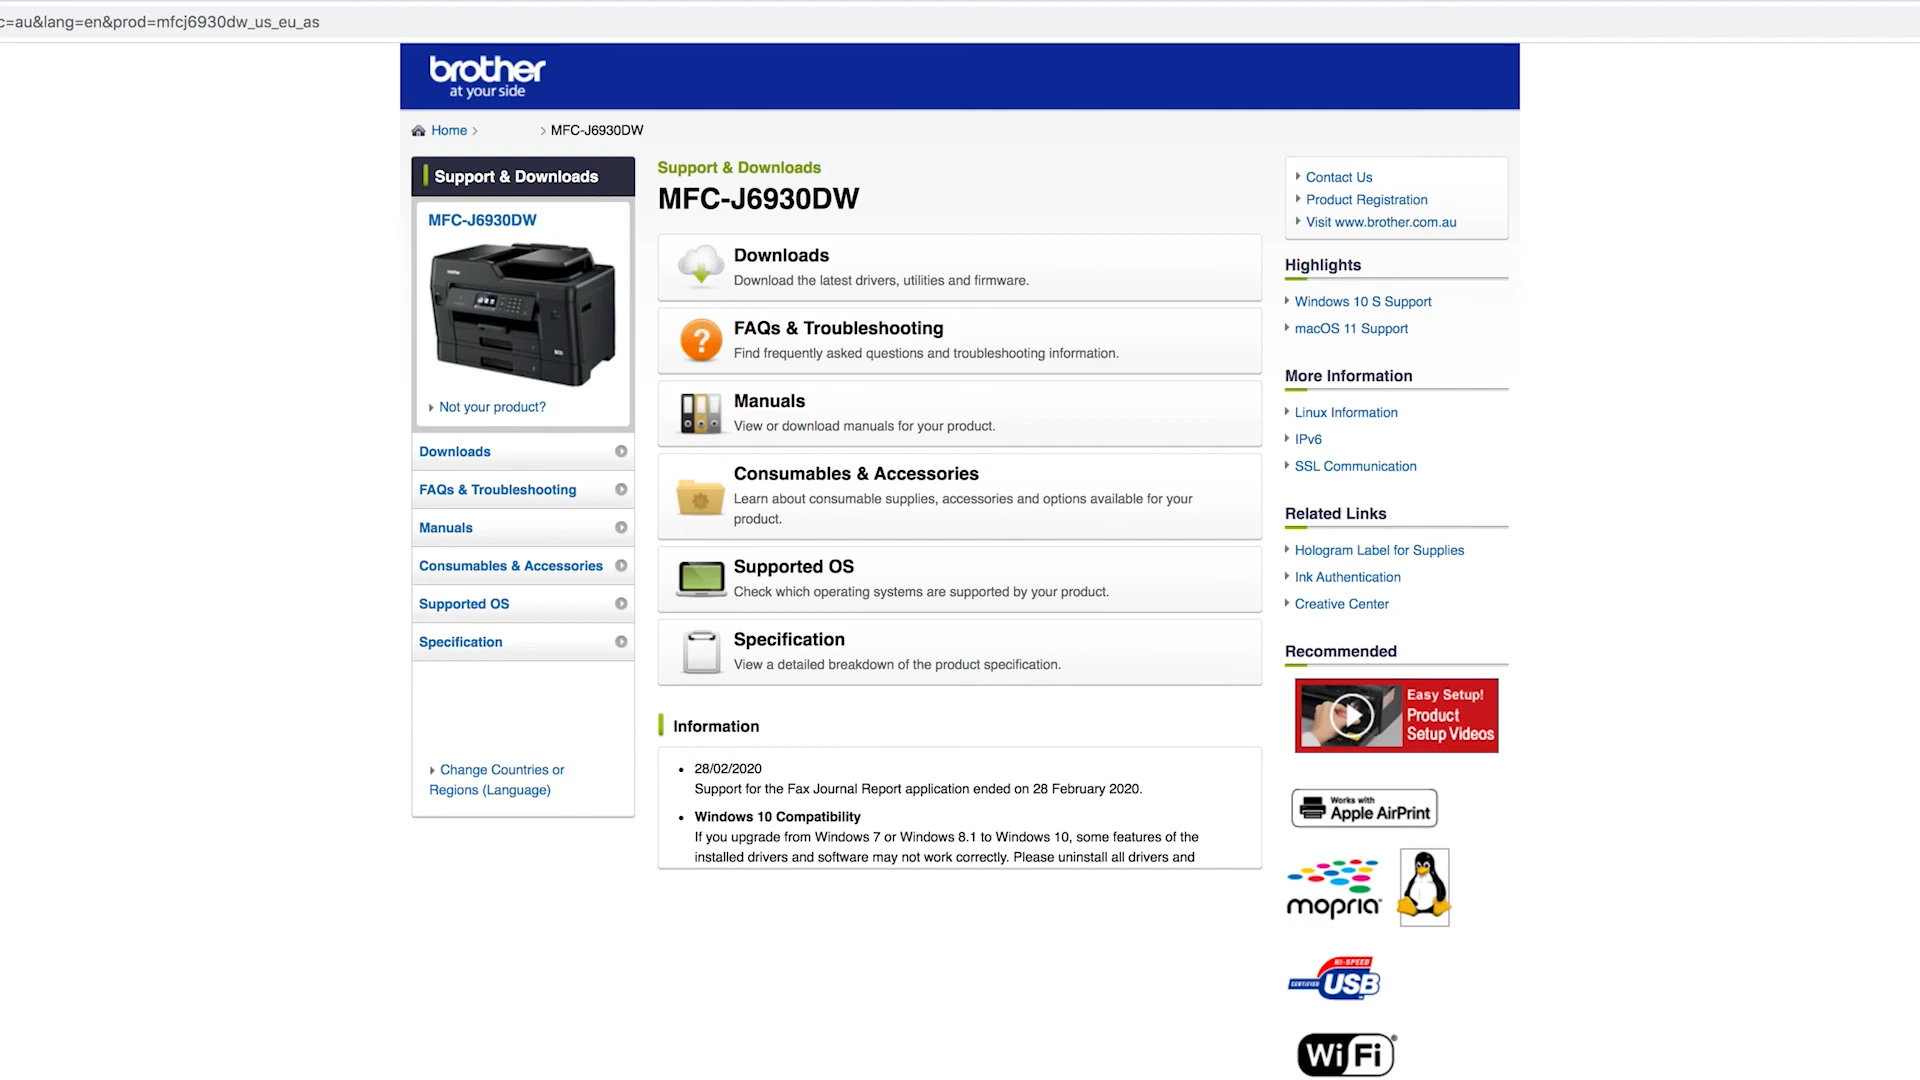 c=au&lang=en&prod=mfcj6930dw_us_eu_as
brother
at your side
Home
MFC-J6930DW
Support & Downloads
MFC-J6930DW
brother
Not your product?
Downloads
FAQs & Troubleshooting
Manuals
Consumables & Accessories
Supported OS
Specification
Change Countries or
Regions (Language)
Support & Downloads
MFC-J6930DW
Downloads
Download the latest drivers, utilities and firmware.
?
FAQs & Troubleshooting
Find frequently asked questions and troubleshooting information.
Manuals
View or download manuals for your product.
Consumables & Accessories
Learn about consumable supplies, accessories and options available for your
product.
Supported OS
Check which operating systems are supported by your product.
Specification
View a detailed breakdown of the product specification.
Information
28/02/2020
Support for the Fax Journal Report application ended on 28 February 2020.
Windows 10 Compatibility
If you upgrade from Windows 7 or Windows 8.1 to Windows 10, some features of the
installed drivers and software may not work correctly. Please uninstall all drivers and
Contact Us
Product Registration
Visit www.brother.com.au
Highlights
Windows 10 S Support
macOS 11 Support
More Information
Linux Information
IPv6
SSL Communication
Related Links
Hologram Label for Supplies
Ink Authentication
Creative Center
Recommended
Easy Setup!
Product
Setup Videos
Works with
Apple AirPrint
mopria
HI-SPEED
CERTIFIED USB
Wi Fi